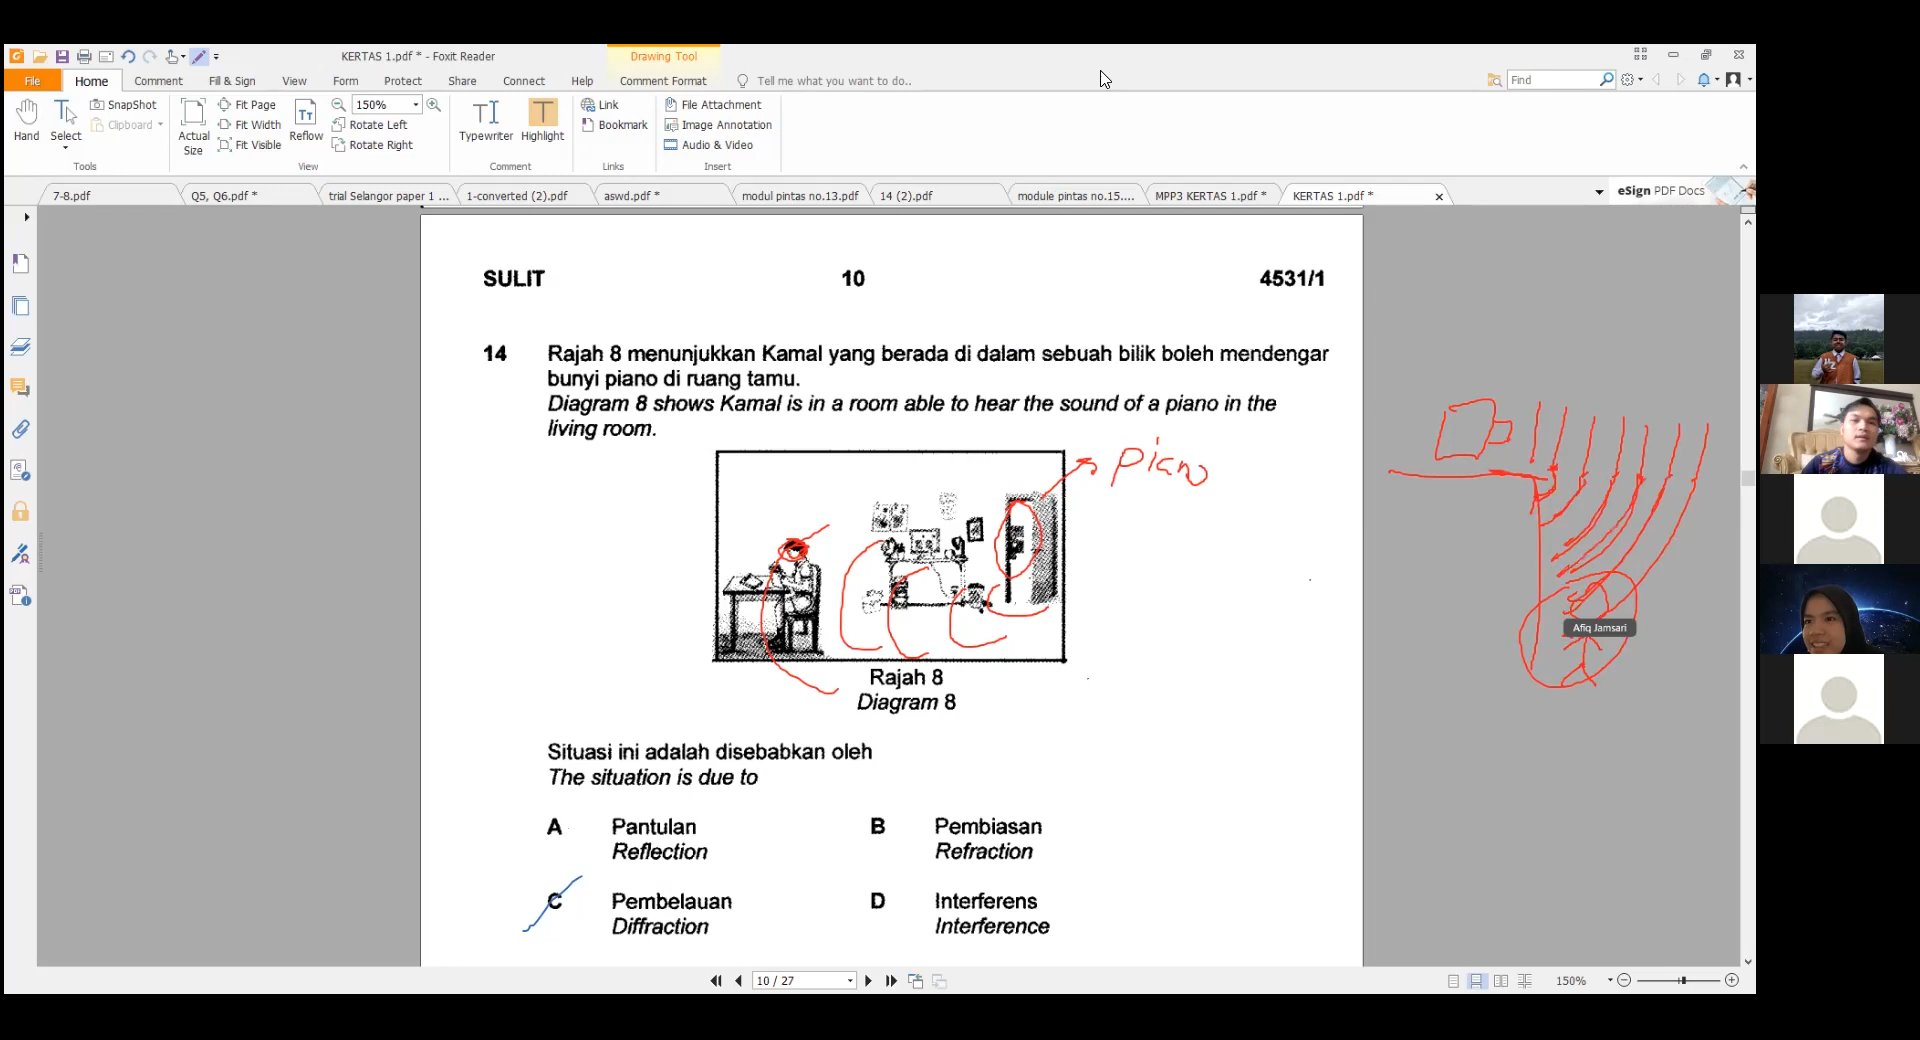 KERTAS 1.pdf * - Foxit Reader
Drawing Tool
File
Home
Comment
Fill & Sign
View
Form
Protect
Share
Connect
Help
Comment Format
Tell me what you want to do..
Find
Hand
Select
SnapShot
Clipboard
Tools
Actual Size
Fit Page
Fit Width
Fit Visible
Reflow
150%
Rotate Left
Rotate Right
View
Typewriter
Highlight
Comment
Link
Bookmark
Links
File Attachment
Image Annotation
Audio & Video
Insert
7-8.pdf
Q5, Q6.pdf *
trial Selangor paper 1 ...
1-converted (2).pdf
aswd.pdf *
modul pintas no.13.pdf
14 (2).pdf
module pintas no.15....
MPP3 KERTAS 1.pdf *
KERTAS 1.pdf *
eSign PDF Docs
SULIT 10 4531/1
14 Rajah 8 menunjukkan Kamal yang berada di dalam sebuah bilik boleh mendengar
bunyi piano di ruang tamu.
Diagram 8 shows Kamal is in a room able to hear the sound of a piano in the
living room.
Piano
Rajah 8
Diagram 8
Afiq Jamsari
Situasi ini adalah disebabkan oleh
The situation is due to
A Pantulan
Reflection
B Pembiasan
Refraction
C Pembelauan
Diffraction
D Interferens
Interference
10 / 27
150%